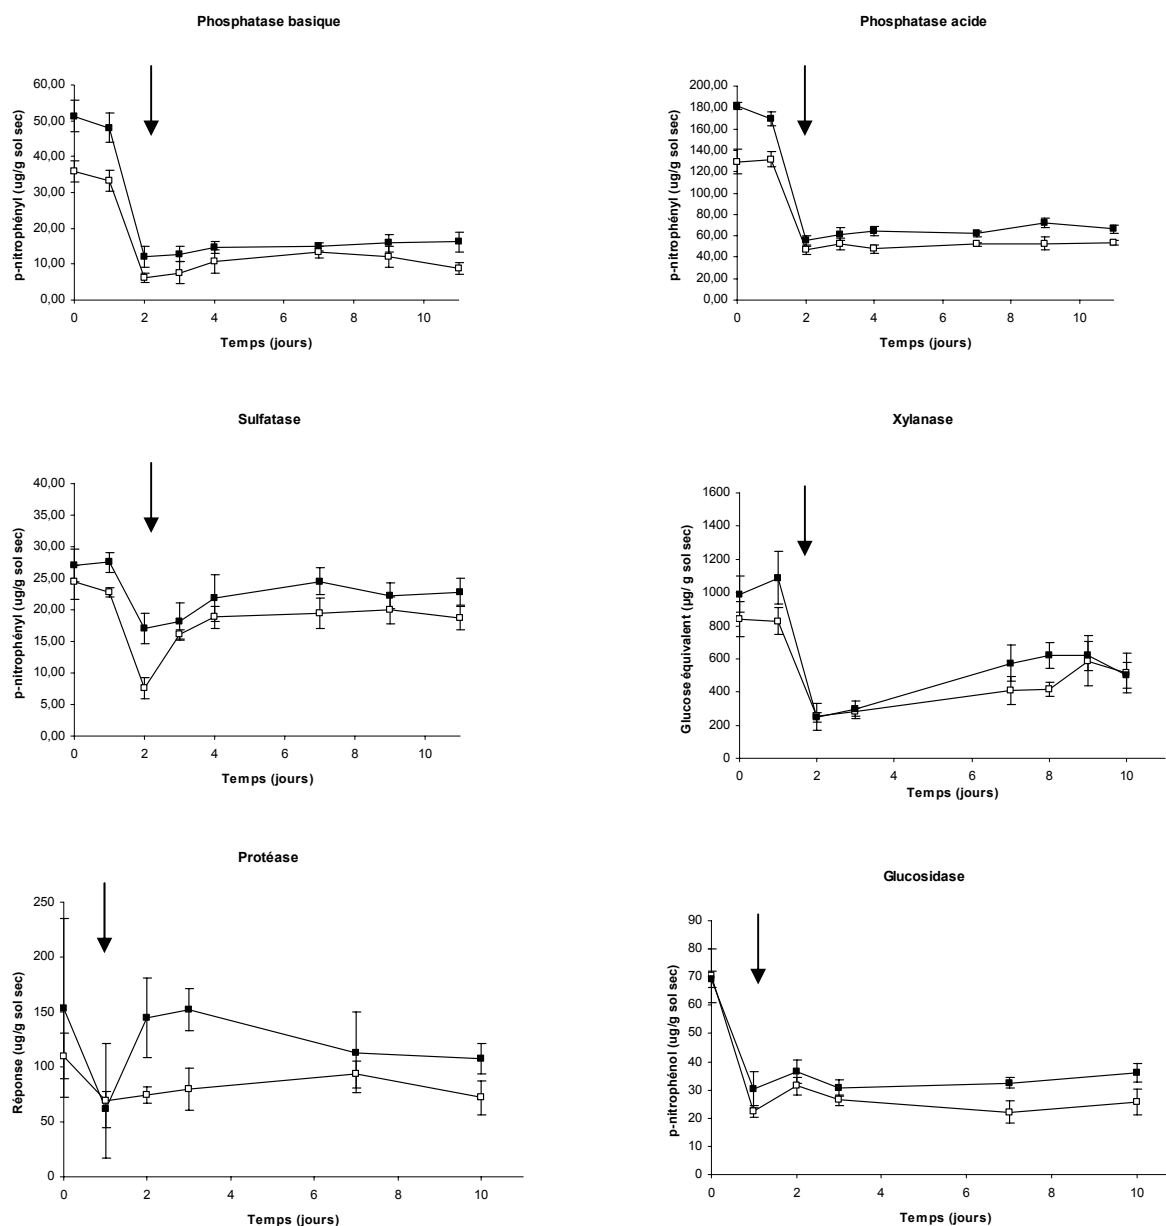 Phosphatase basique
p-nitrophényl (ug/g sol sec)
60,00
50,00
40,00
30,00
20,00
10,00
0,00
0 2 4 6 8 10
Temps (jours)
Phosphatase acide
p-nitrophényl (ug/g sol sec)
200,00
180,00
160,00
140,00
120,00
100,00
80,00
60,00
40,00
20,00
0,00
0 2 4 6 8 10
Temps (jours)
Sulfatase
p-nitrophényl (ug/g sol sec)
40,00
35,00
30,00
25,00
20,00
15,00
10,00
5,00
0,00
0 2 4 6 8 10
Temps (jours)
Xylanase
Glucose équivalent (µg/ g sol sec)
1600
1400
1200
1000
800
600
400
200
0
0 2 4 6 8 10
Temps (jours)
Protéase
Réponse (ug/g sol sec)
250
200
150
100
50
0
0 2 4 6 8 10
Temps (jours)
Glucosidase
p-nitrophénol (ug/g sol sec)
90
80
70
60
50
40
30
20
10
0
0 2 4 6 8 10
Temps (jours)